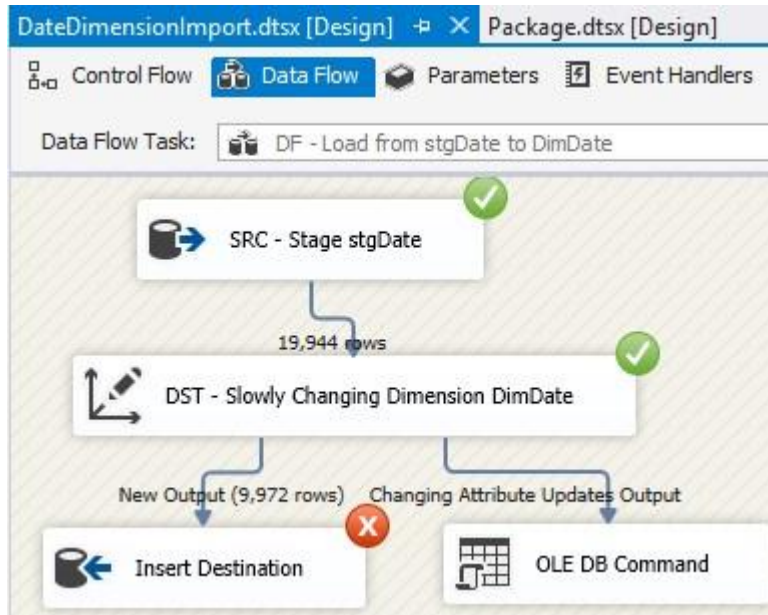 DateDimensionImport.dtsx [Design] Package.dtsx [Design]
Control Flow Data Flow Parameters Event Handlers
Data Flow Task: DF - Load from stgDate to DimDate
SRC - Stage stgDate
19,944 rows
DST - Slowly Changing Dimension DimDate
New Output (9,972 rows) Changing Attribute Updates Output
Insert Destination OLE DB Command